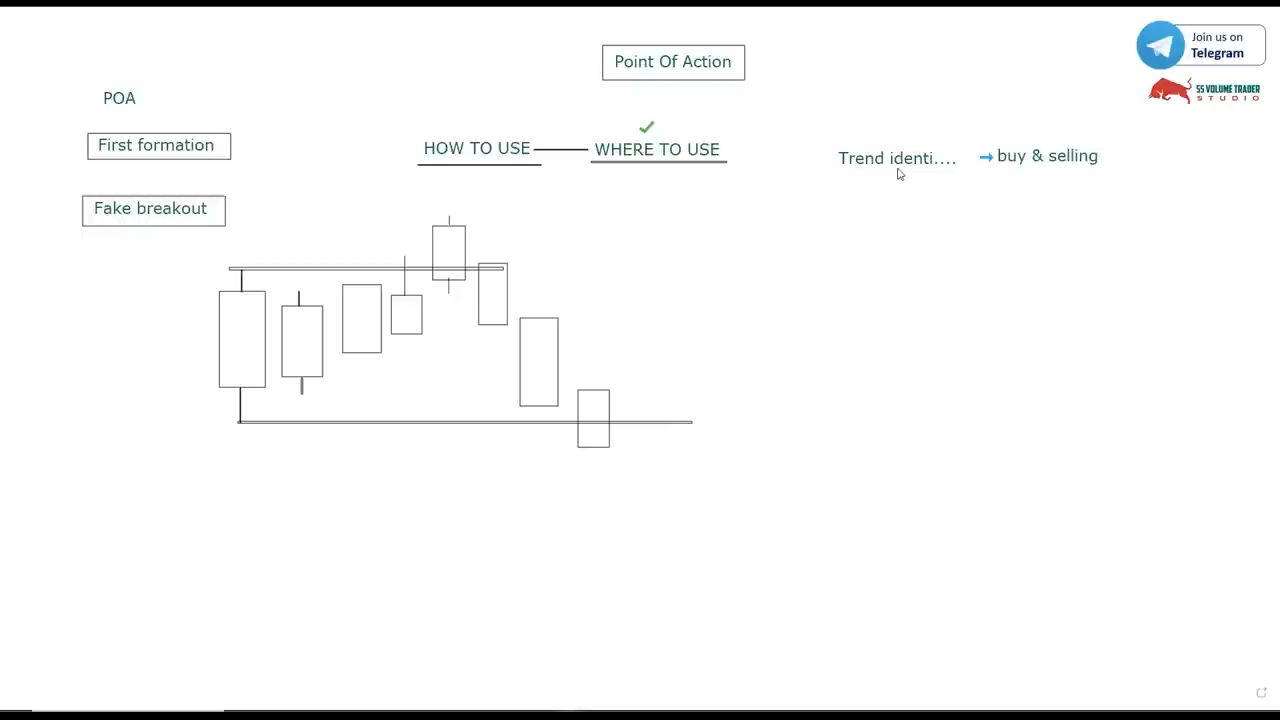 Point Of Action
Join us on
Telegram
SS VOLUME TRADER
STUDIO
POA
First formation
HOW TO USE
WHERE TO USE
Trend identi....
buy & selling
Fake breakout